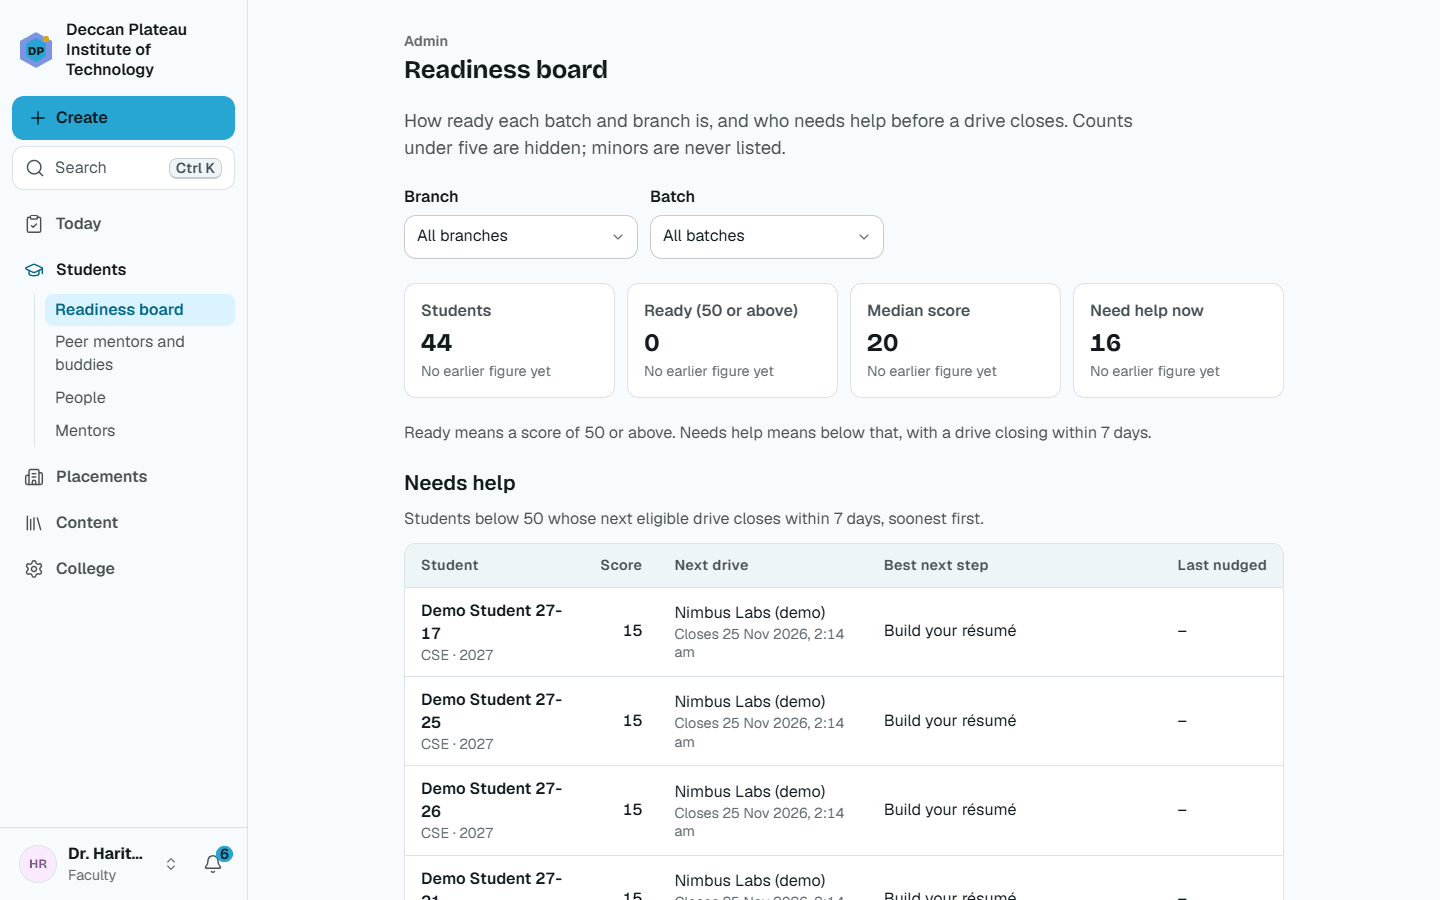 DP
Deccan Plateau
Institute of
Technology
Create
Search
Ctrl K
Today
Students
Readiness board
Peer mentors and
buddies
People
Mentors
Placements
Content
College
HR
Dr. Harit...
Faculty
6
Admin
Readiness board
How ready each batch and branch is, and who needs help before a drive closes. Counts
under five are hidden; minors are never listed.
Branch
Batch
All branches
All batches
Students
44
No earlier figure yet
Ready (50 or above)
0
No earlier figure yet
Median score
20
No earlier figure yet
Need help now
16
No earlier figure yet
Ready means a score of 50 or above. Needs help means below that, with a drive closing within 7 days.
Needs help
Students below 50 whose next eligible drive closes within 7 days, soonest first.
Student Score Next drive Best next step Last nudged
Demo Student 27-
17
CSE · 2027
15
Nimbus Labs (demo)
Closes 25 Nov 2026, 2:14
am
Build your résumé
–
Demo Student 27-
25
CSE · 2027
15
Nimbus Labs (demo)
Closes 25 Nov 2026, 2:14
am
Build your résumé
–
Demo Student 27-
26
CSE · 2027
15
Nimbus Labs (demo)
Closes 25 Nov 2026, 2:14
am
Build your résumé
–
Demo Student 27-
15
Nimbus Labs (demo)
Build your résumé
–